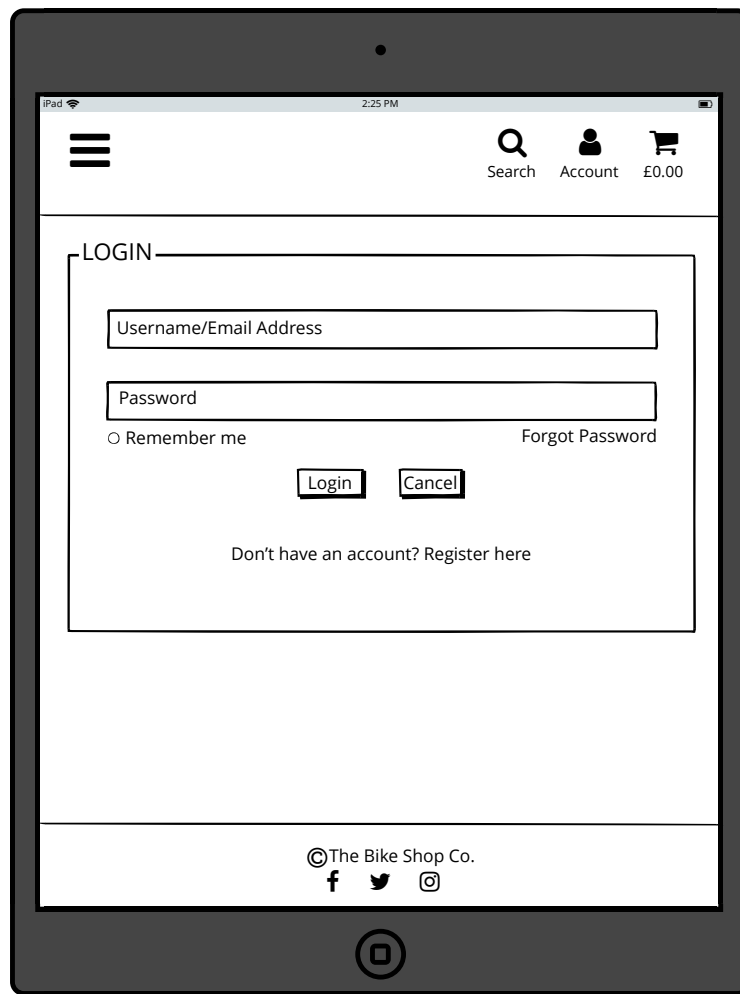 iPad 2:25 PM
Search Account £0.00
LOGIN
Username/Email Address
Password
Remember me Forgot Password
Login Cancel
Don't have an account? Register here
©The Bike Shop Co.